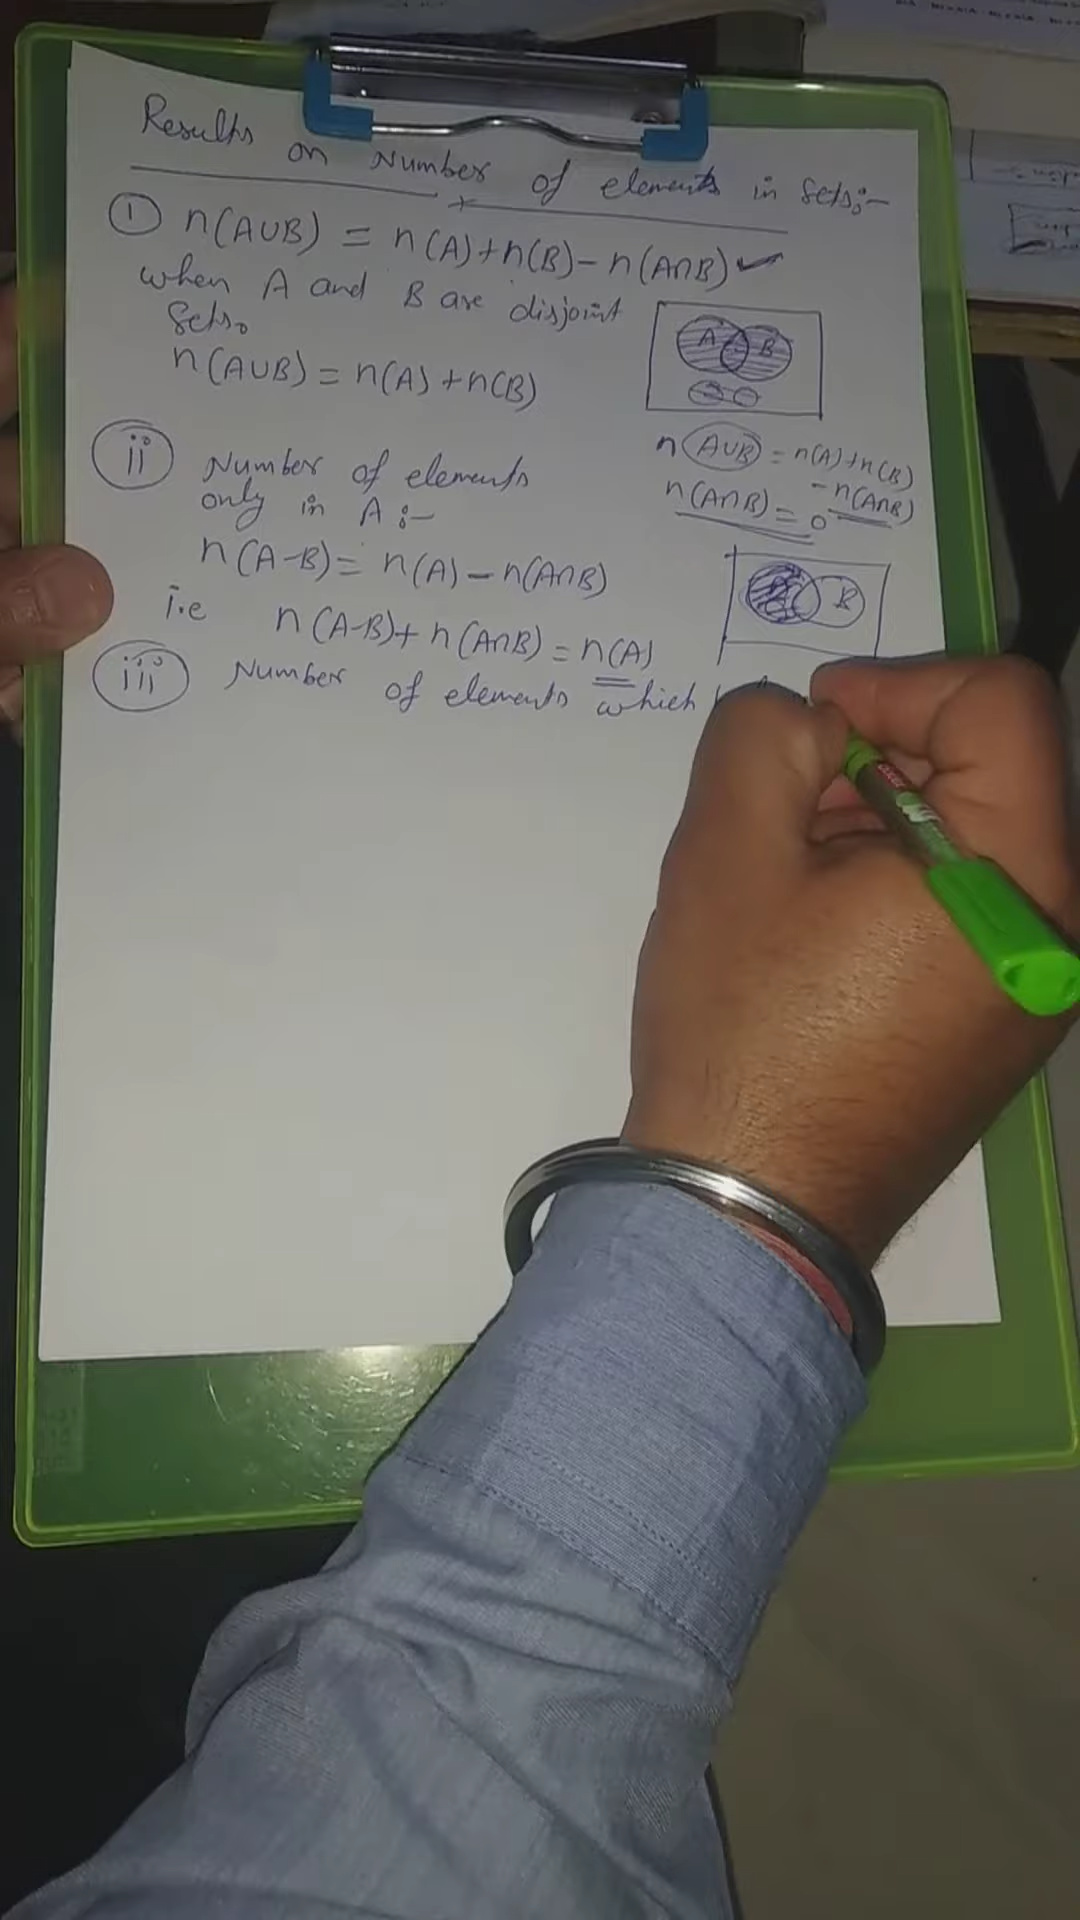 Results on Number of elements in Sets:-
① n(A∪B) = n(A)+n(B)-n(A∩B) ✓
when A and B are disjoint
Sets.
n(A∪B) = n(A)+n(B)
A B
n(A∪B) = n(A)+n(B)
-n(A∩B)
n(A∩B) = 0
(ii) Number of elements
only in A :-
n(A-B) = n(A) - n(A∩B)
i.e n(A-B)+n(A∩B) = n(A)
B
(iii) Number of elements which